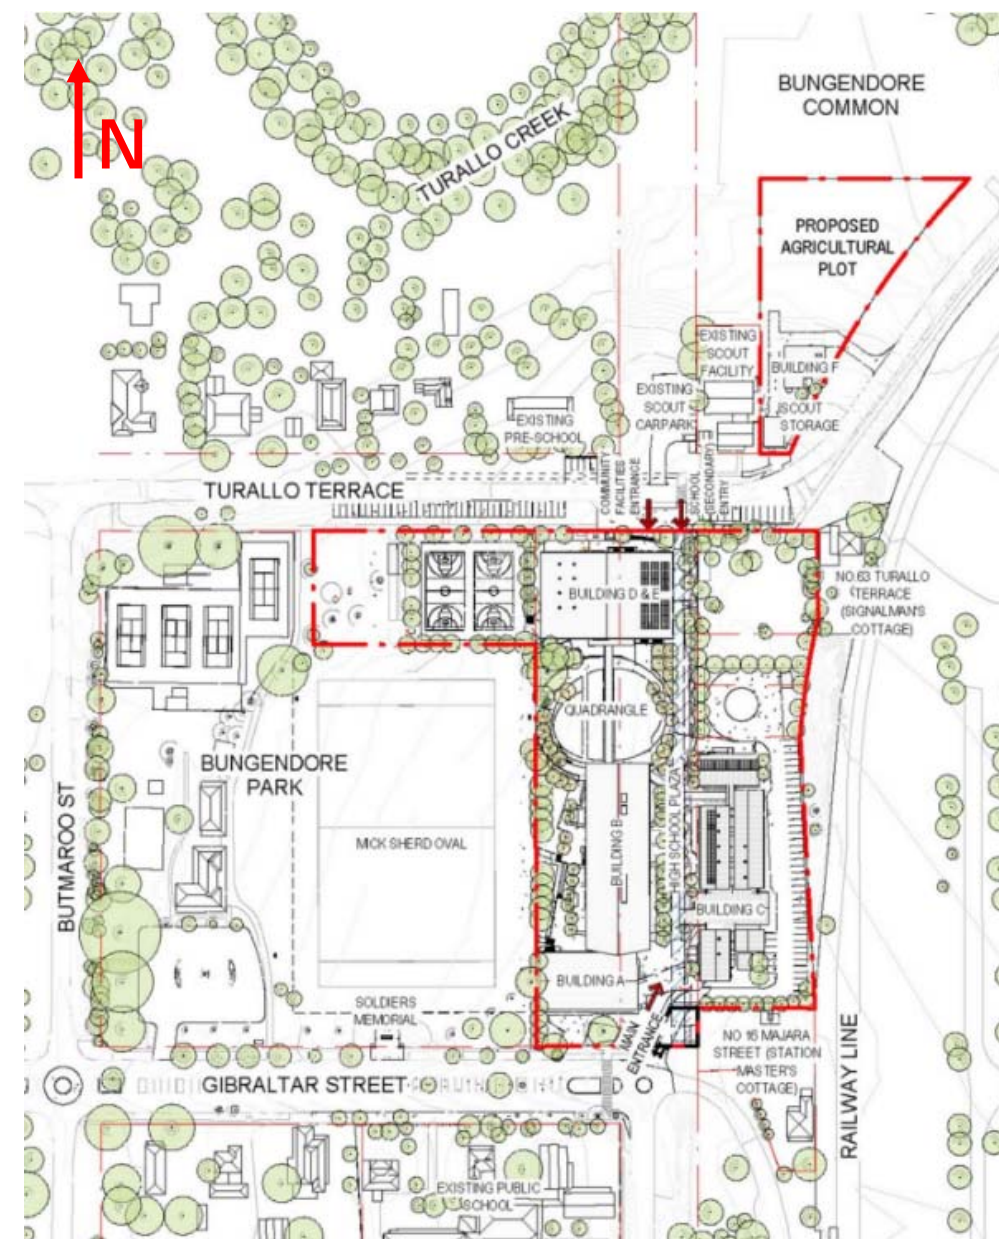 N
BUNGENDORE
COMMON
TURALLO CREEK
PROPOSED
AGRICULTURAL
PLOT
EXISTING
SCOUT
FACILITY
BUILDING F
EXISTING
SCOUT
CARPARK
SCOUT
STORAGE
EXISTING
PRE-SCHOOL
COMMUNITY
FACILITIES
ENTRANCE
SCHOOL
(SECONDARY)
ENTRY
TURALLO TERRACE
BUILDING D & E
NO.63 TURALLO
TERRACE
(SIGNALMAN'S
COTTAGE)
QUADRANGLE
BUNGENDORE
PARK
HIGH SCHOOL PLAZA
BUILDING B
MICK SHERD OVAL
BUTMAROO ST
BUILDING C
BUILDING A
SOLDIERS
MEMORIAL
MAIN
ENTRANCE
NO 16 MAJARA
STREET (STATION
MASTER'S
COTTAGE)
RAILWAY LINE
GIBRALTAR STREET
EXISTING PUBLIC
SCHOOL